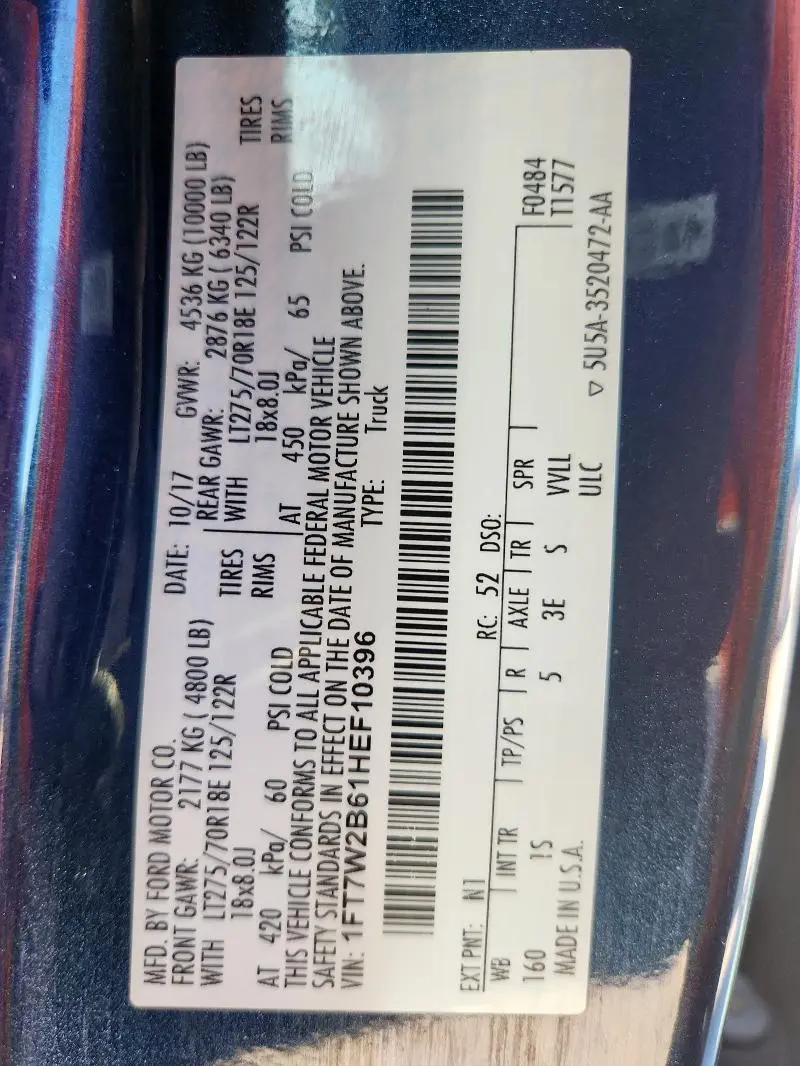 MFD. BY FORD MOTOR CO.
DATE: 10/17 GVWR: 4536 KG (10000 LB)
FRONT GAWR: 2177 KG ( 4800 LB) REAR GAWR: 2876 KG ( 6340 LB)
WITH LT275/70R18E 125/122R TIRES WITH LT275/70R18E 125/122R TIRES
18x8.0J RIMS 18x8.0J RIMS
AT 420 kPa/ 60 PSI COLD AT 450 kPa/ 65 PSI COLD
THIS VEHICLE CONFORMS TO ALL APPLICABLE FEDERAL MOTOR VEHICLE
SAFETY STANDARDS IN EFFECT ON THE DATE OF MANUFACTURE SHOWN ABOVE.
VIN: 1FT7W2B61HEF10396 TYPE: Truck
EXT PNT: N1 RC: 52 DSO:
WB INT TR TP/PS R AXLE TR SPR F0484
160 1S 5 3E S VVLL T1577
MADE IN U.S.A. ULC
▽ 5U5A-3520472-AA